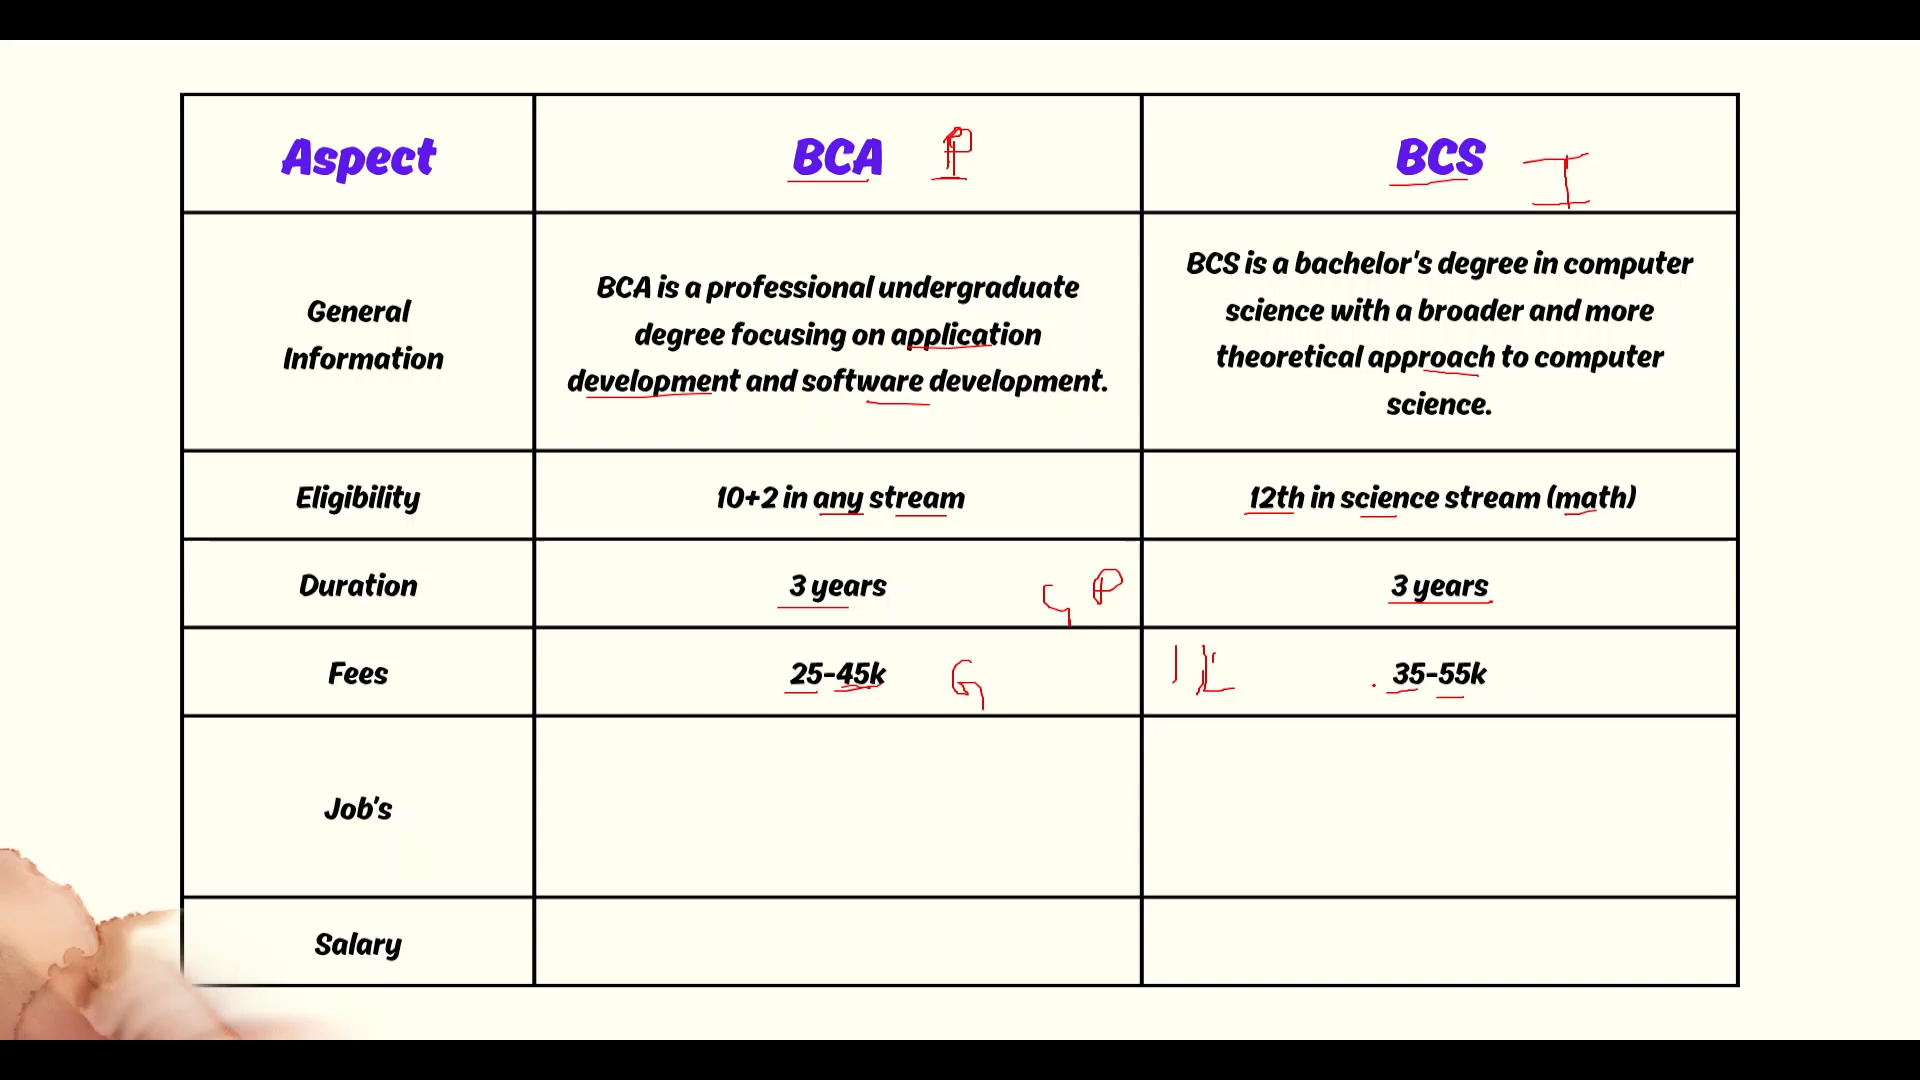 Aspect
BCA
P
BCS
I
General
Information
BCA is a professional undergraduate
degree focusing on application
development and software development.
BCS is a bachelor's degree in computer
science with a broader and more
theoretical approach to computer
science.
Eligibility
10+2 in any stream
12th in science stream (math)
Duration
3 years
G P
3 years
Fees
25-45k
G
1L
35-55k
Job's
Salary